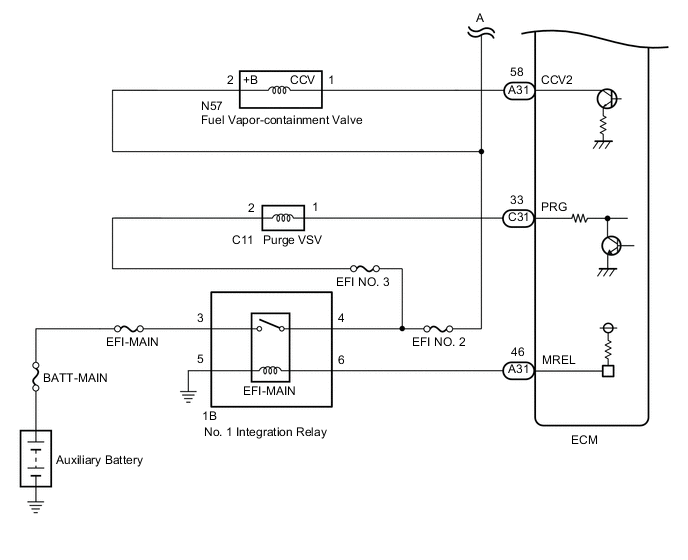 A
58
2 +B CCV 1
A31 CCV2
N57
Fuel Vapor-containment Valve
33
2 1 PRG
C31
C11 Purge VSV
EFI NO. 3
3 4
EFI-MAIN EFI NO. 2
46
5 6 MREL
A31
BATT-MAIN
EFI-MAIN
1B
No. 1 Integration Relay
ECM
Auxiliary Battery